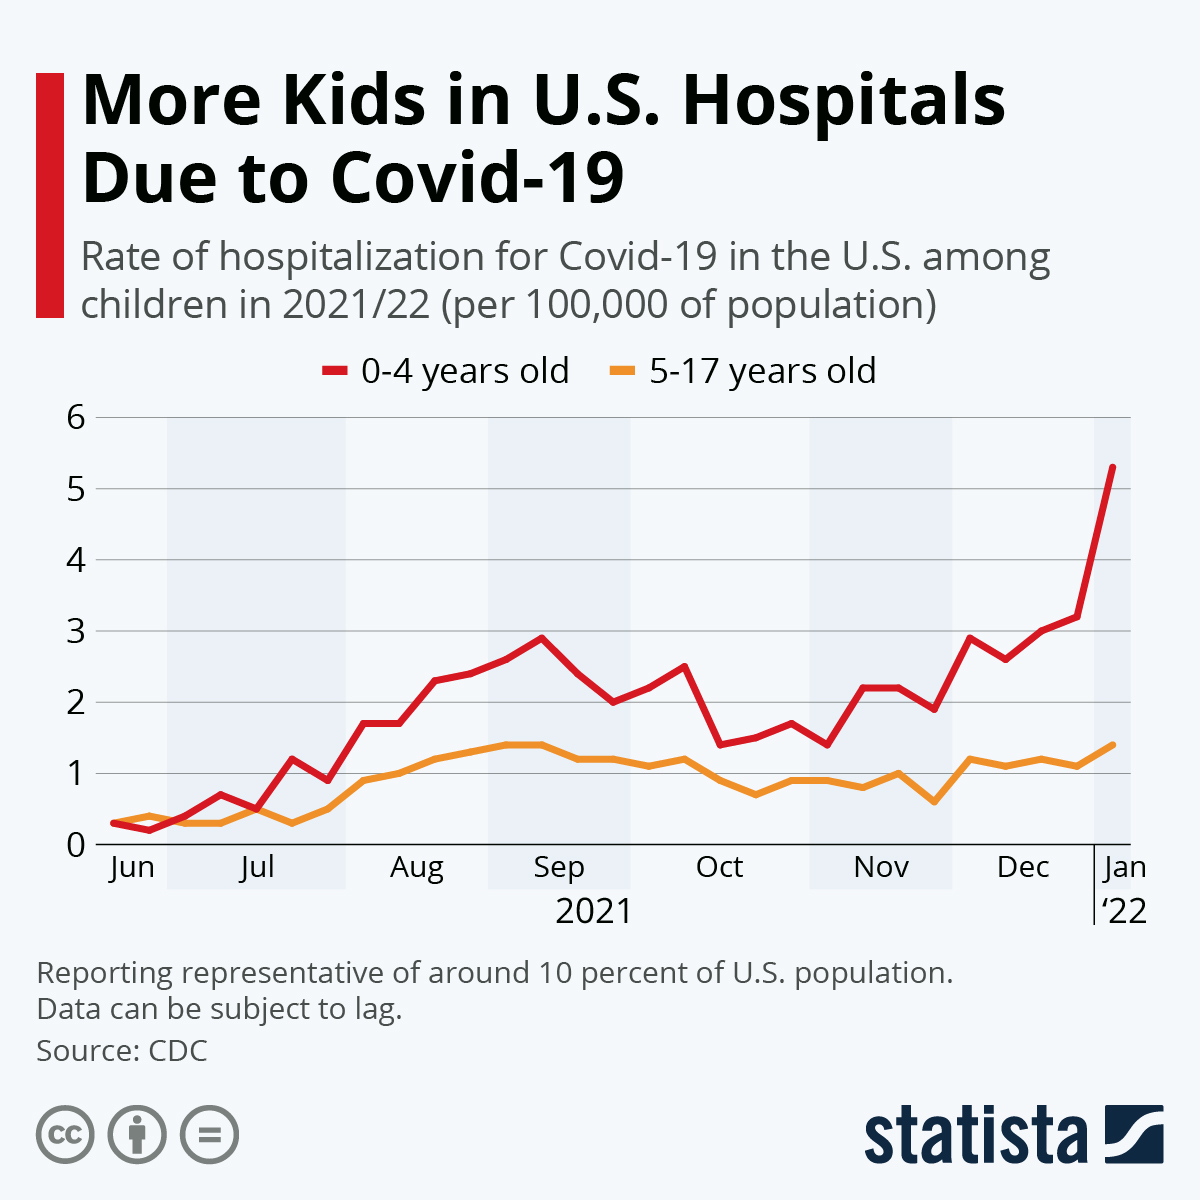 More Kids in U.S. Hospitals
Due to Covid-19
Rate of hospitalization for Covid-19 in the U.S. among
children in 2021/22 (per 100,000 of population)
0-4 years old 5-17 years old
6
5
4
3
2
1
0
Jun Jul Aug Sep Oct Nov Dec Jan
2021 ‘22
Reporting representative of around 10 percent of U.S. population.
Data can be subject to lag.
Source: CDC
cc
statista